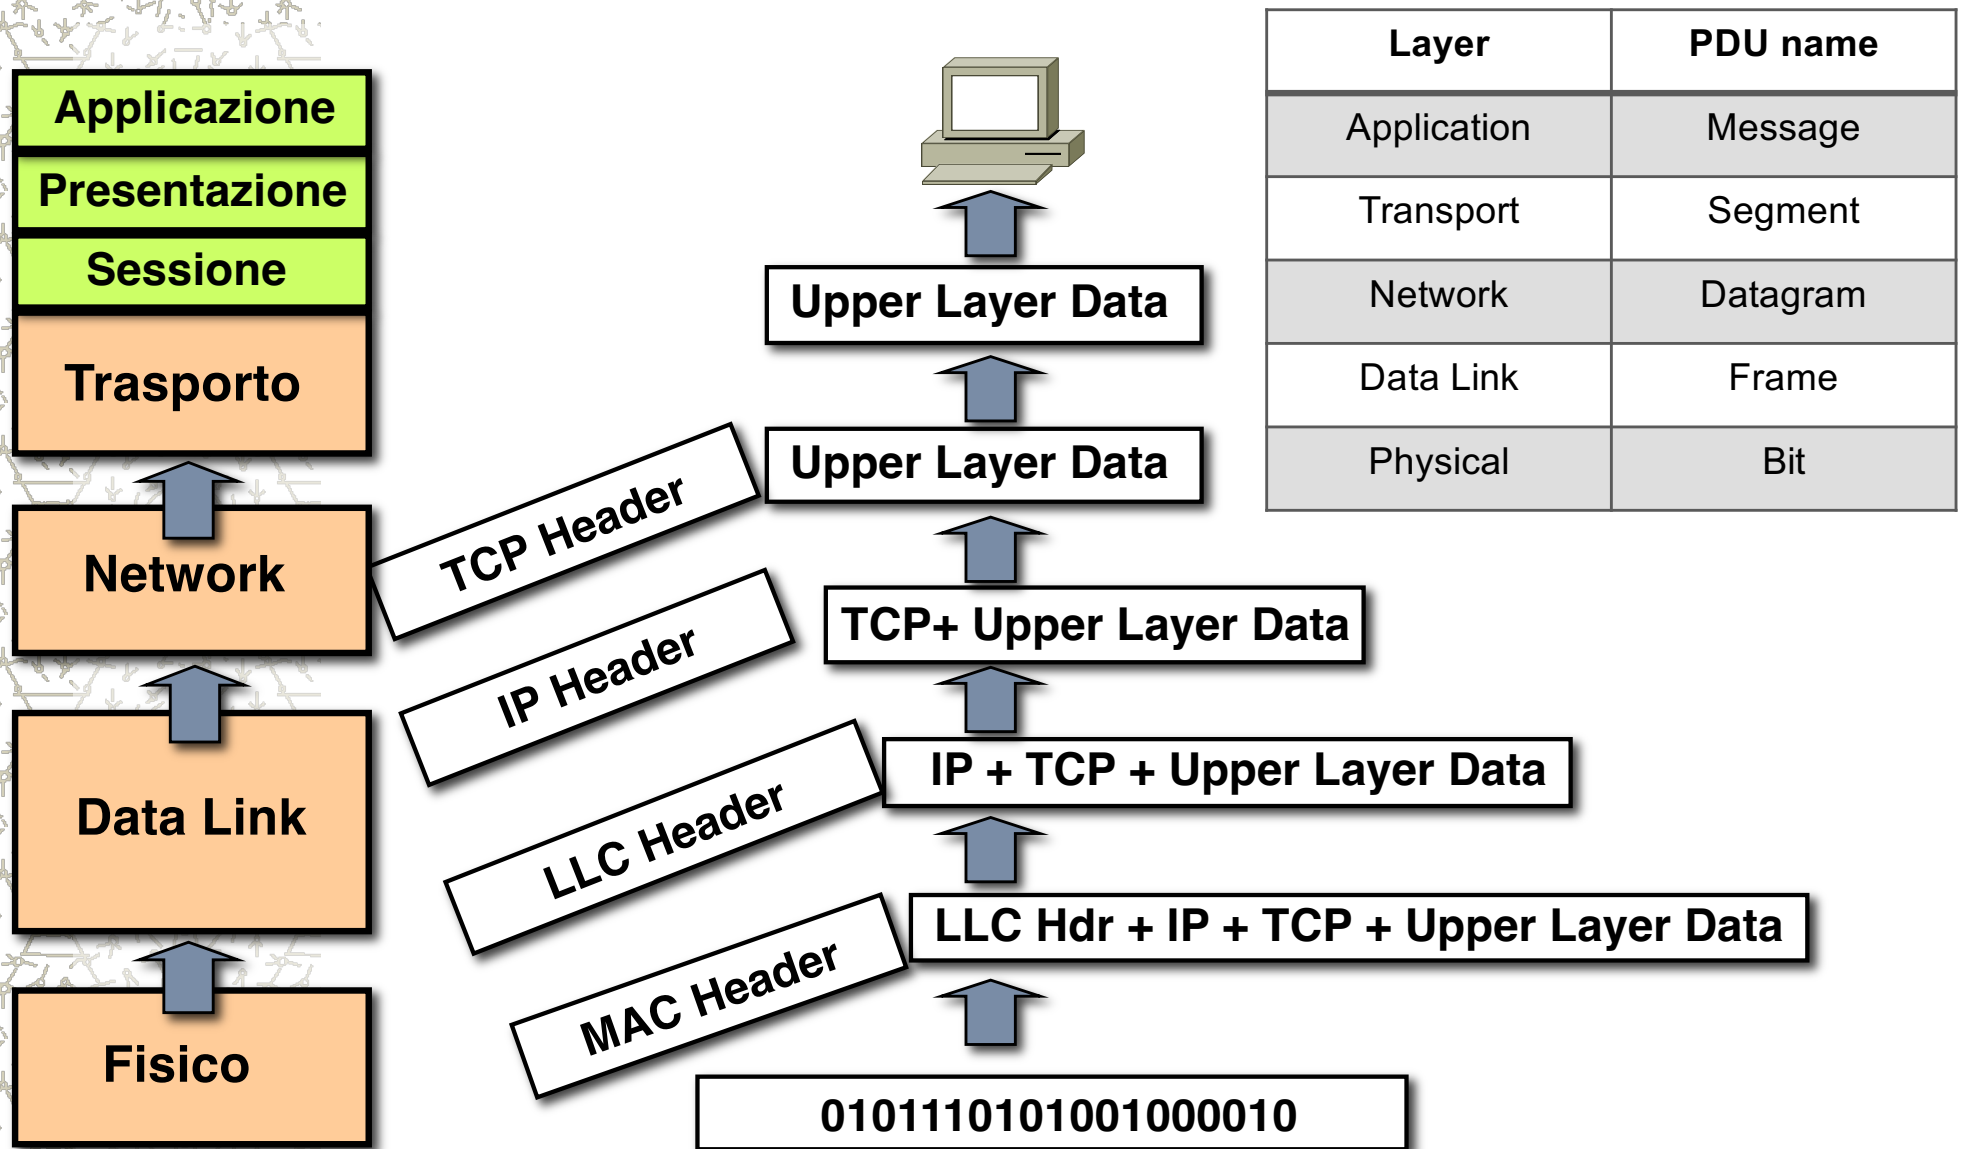 Applicazione
Presentazione
Sessione
Trasporto
Network
Data Link
Fisico
TCP Header
IP Header
LLC Header
MAC Header
Upper Layer Data
Upper Layer Data
TCP+ Upper Layer Data
IP + TCP + Upper Layer Data
LLC Hdr + IP + TCP + Upper Layer Data
0101110101001000010
Layer PDU name
Application Message
Transport Segment
Network Datagram
Data Link Frame
Physical Bit